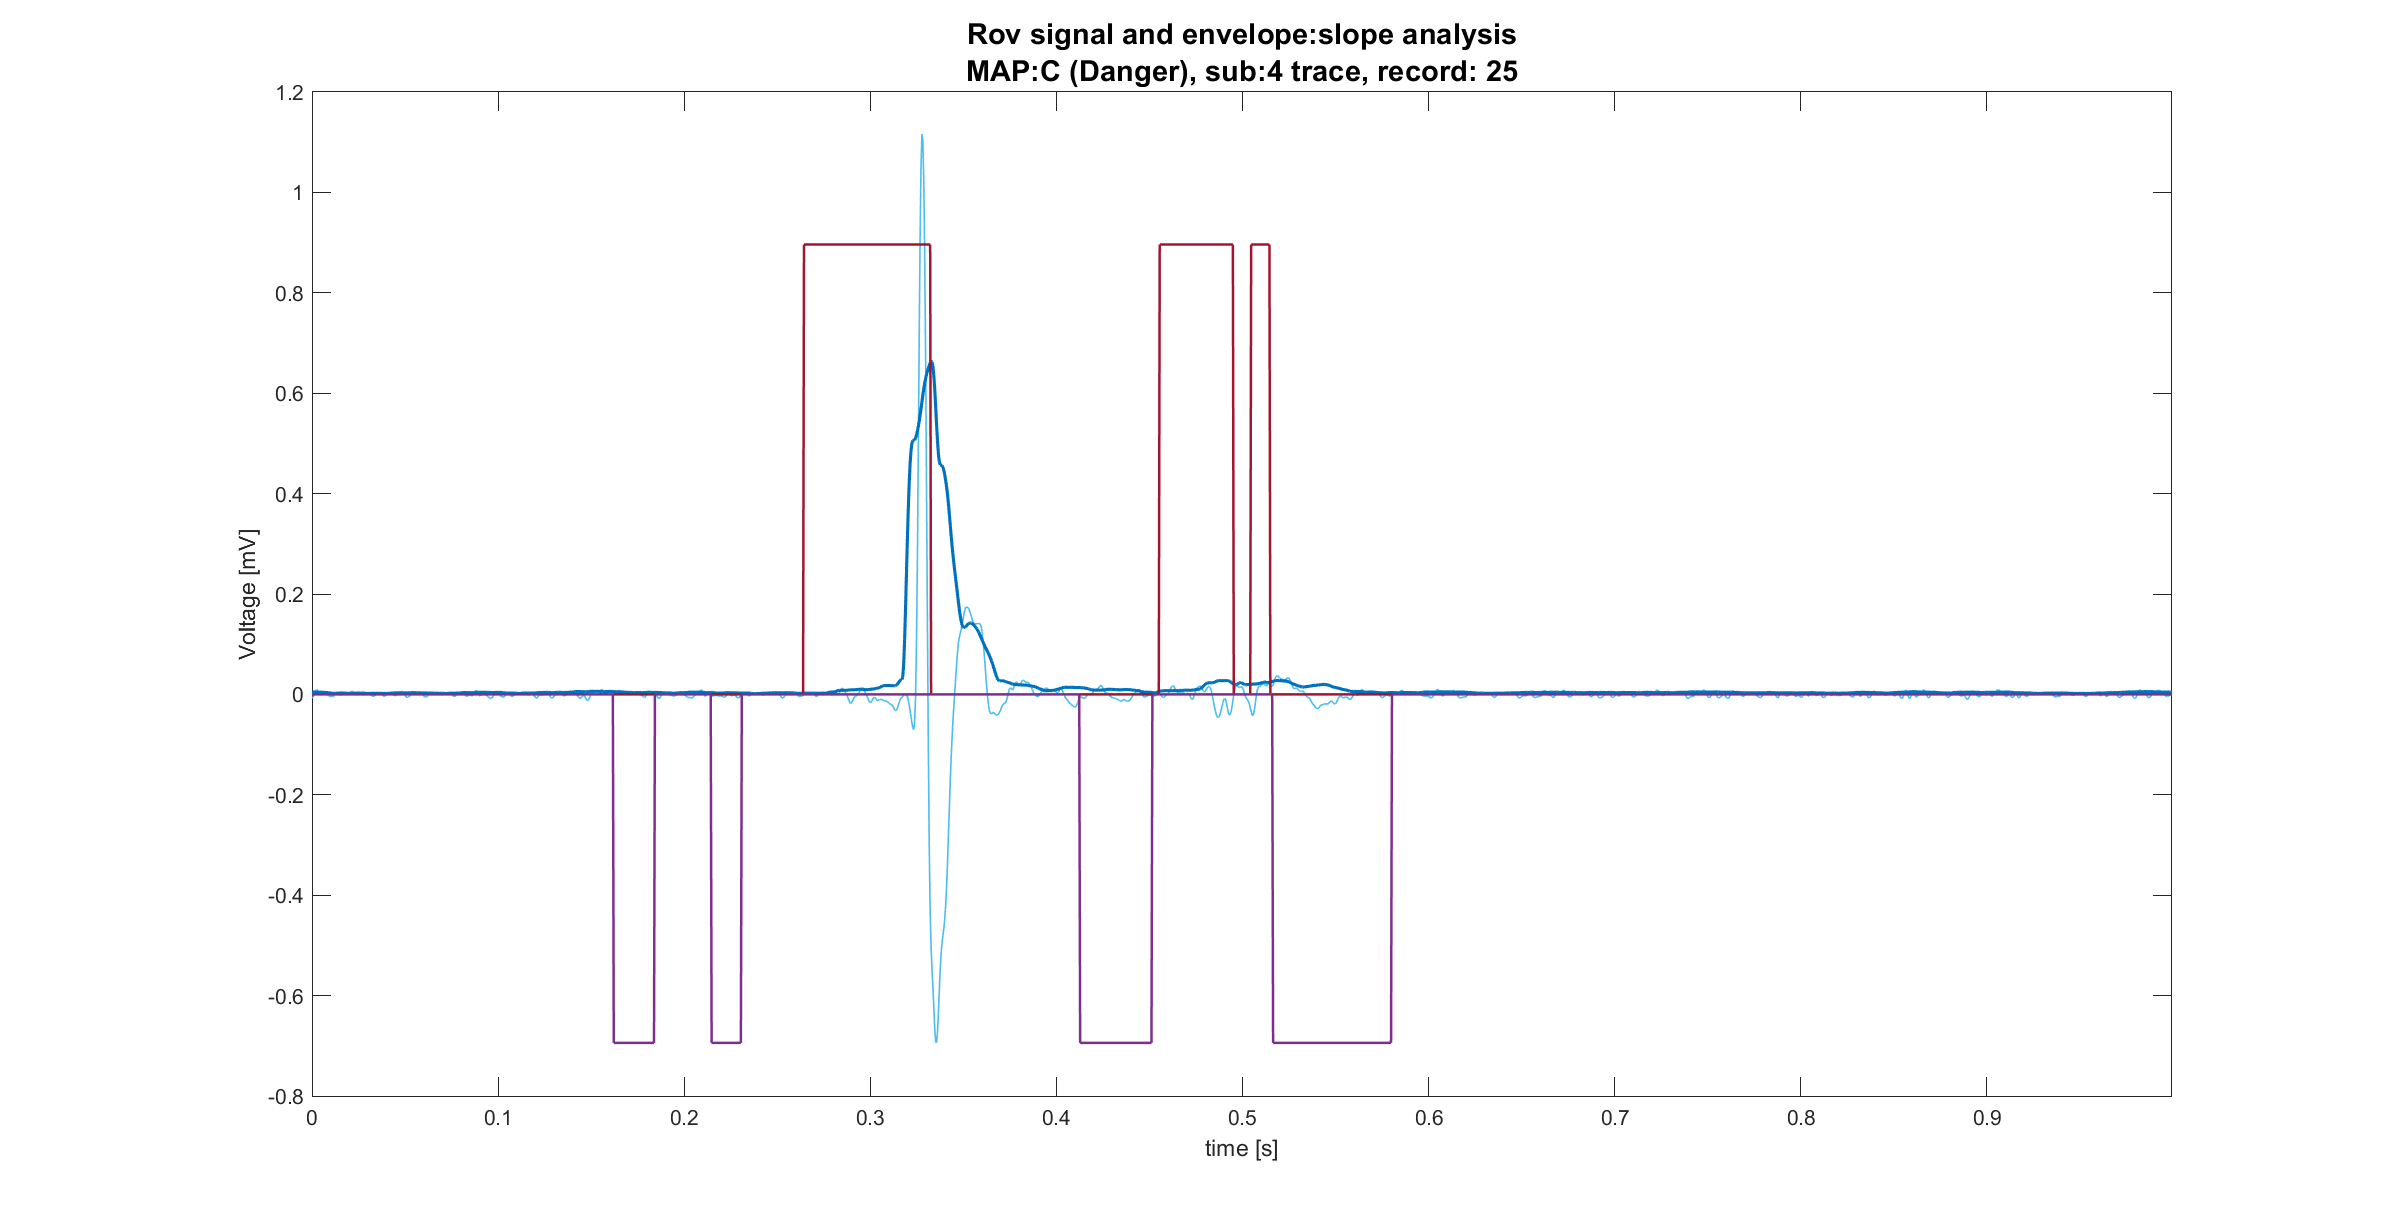 Rov signal and envelope:slope analysis
MAP:C (Danger), sub:4 trace, record: 25
1.2
1
0.8
0.6
0.4
0.2
0
-0.2
-0.4
-0.6
-0.8
Voltage [mV]
0 0.1 0.2 0.3 0.4 0.5 0.6 0.7 0.8 0.9
time [s]